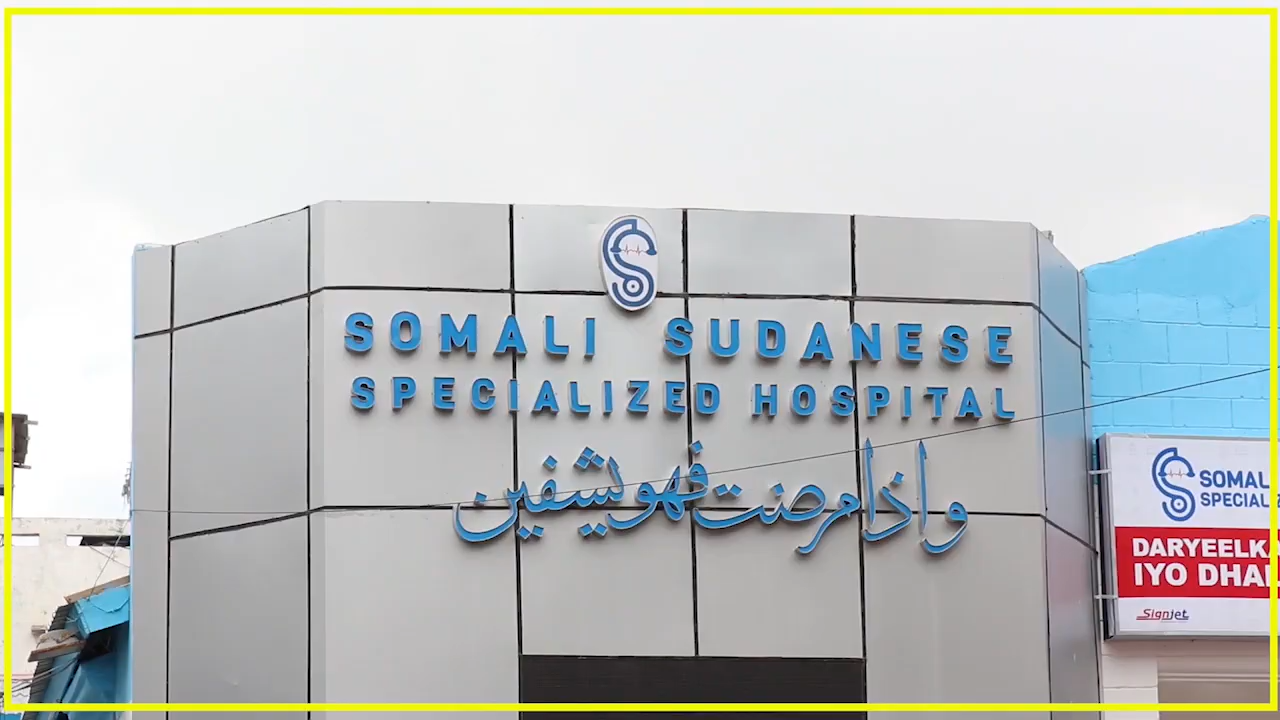 SOMALI SUDANESE
SPECIALIZED HOSPITAL
واذا مرضت فهو يشفين
SOMAL
SPECIAL
DARYEELKA
IYO DHA
Signjet